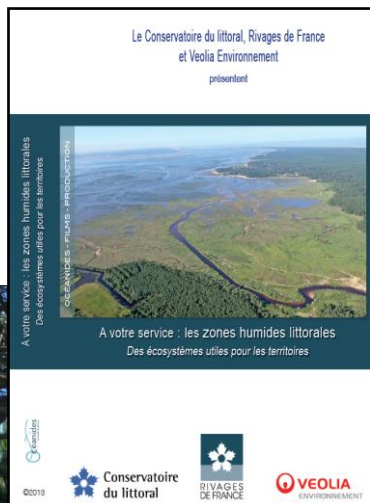 Le Conservatoire du littoral, Rivages de France
et Veolia Environnement
présentent
A votre service : les zones humides littorales
Des écosystèmes utiles pour les territoires
OCÉANIDES - FILMS - PRODUCTION
A votre service : les zones humides littorales
Des écosystèmes utiles pour les territoires
Océanides
©2013
Conservatoire
du littoral
RIVAGES
DE FRANCE
VEOLIA
ENVIRONNEMENT